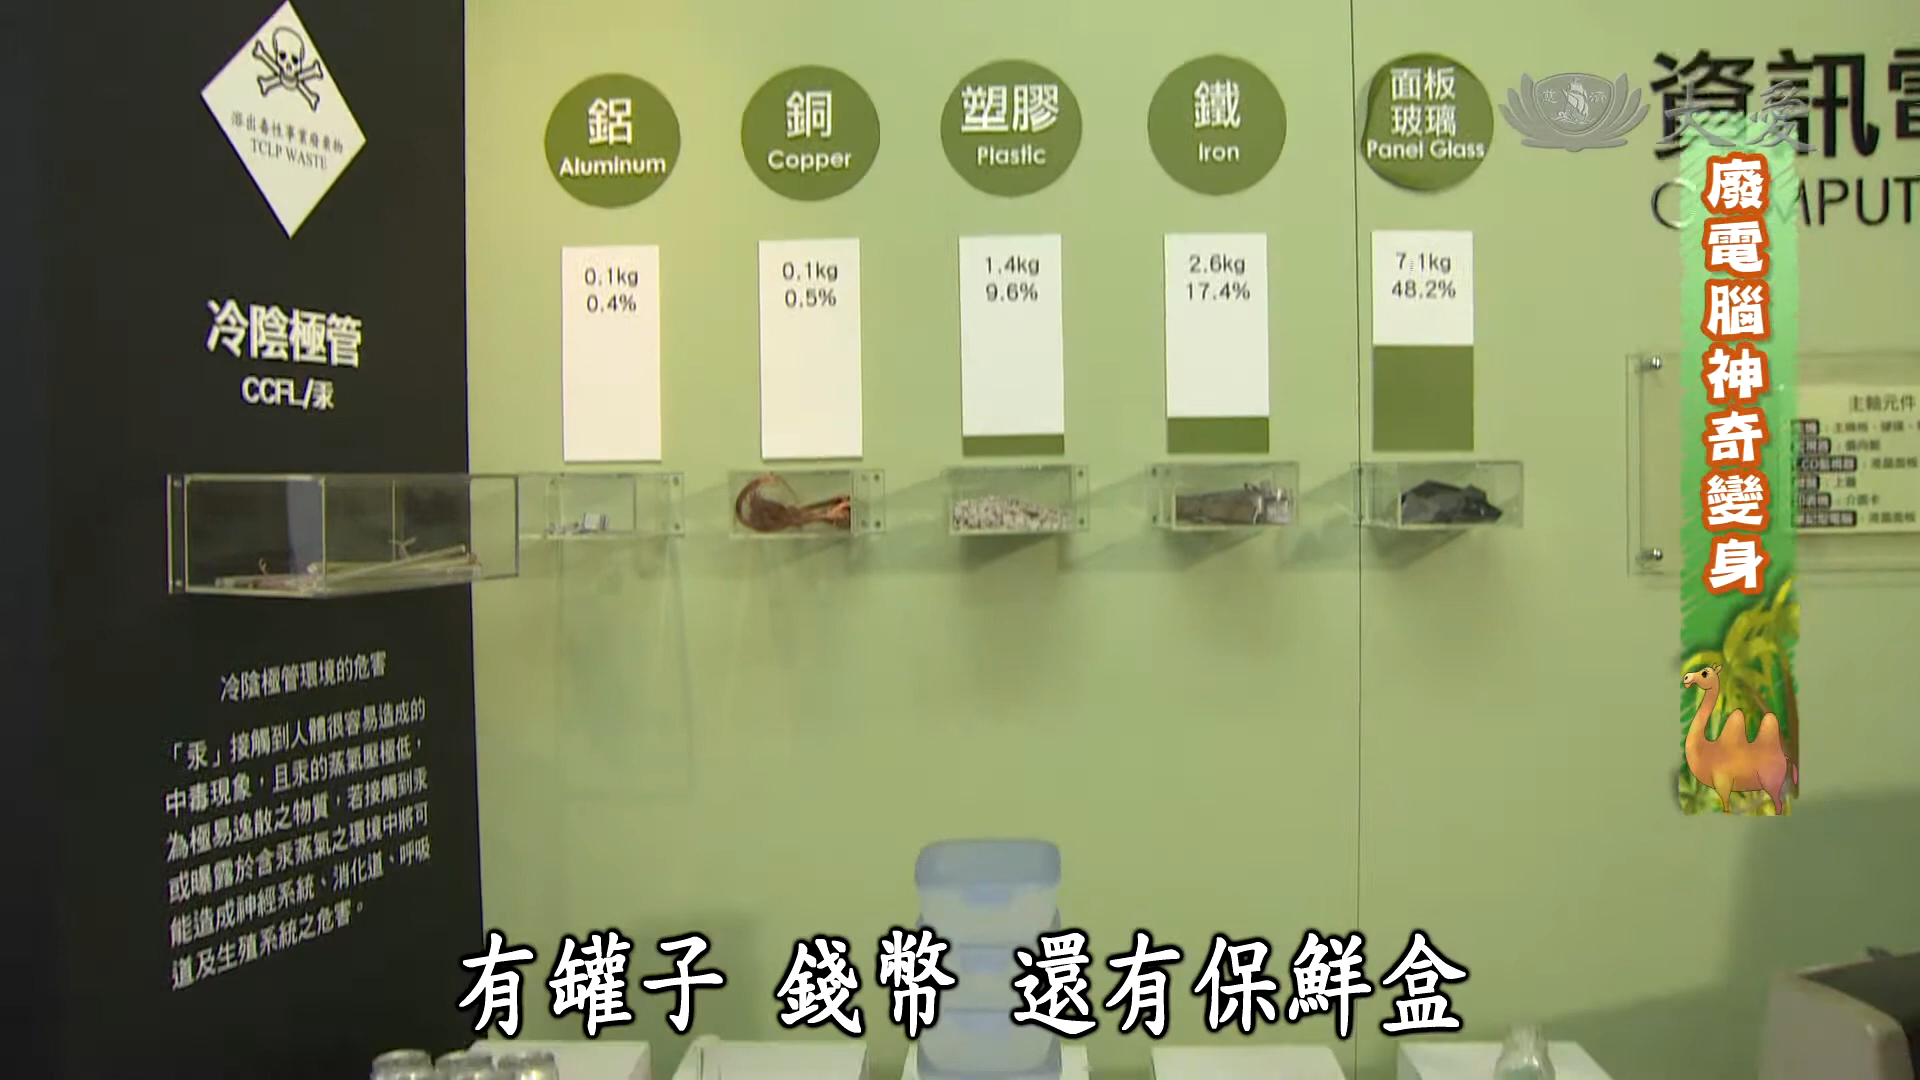 溶出毒性事業廢棄物
TCLP WASTE
冷陰極管
CCFL/汞
冷陰極管環境的危害
「汞」接觸到人體很容易造成的
中毒現象，且汞的蒸氣壓極低，
為極易逸散之物質，若接觸到汞
或曝露於含汞蒸氣之環境中將可
能造成神經系統、消化道、呼吸
道及生殖系統之危害。
鋁
Aluminum
0.1kg
0.4%
銅
Copper
0.1kg
0.5%
塑膠
Plastic
1.4kg
9.6%
鐵
Iron
2.6kg
17.4%
面板
玻璃
Panel Glass
7.1kg
48.2%
大愛
資訊電
COMPUT
廢電腦神奇變身
主輪元件
有罐子 錢幣 還有保鮮盒